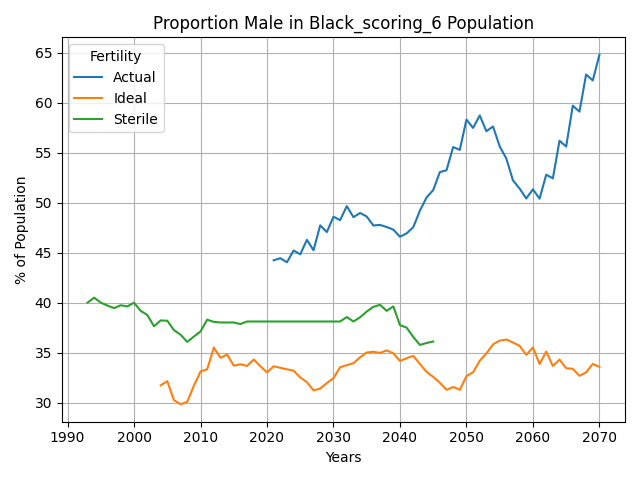 Proportion Male in Black_scoring_6 Population
Fertility
Actual
Ideal
Sterile
% of Population
65
60
55
50
45
40
35
30
1990 2000 2010 2020 2030 2040 2050 2060 2070
Years